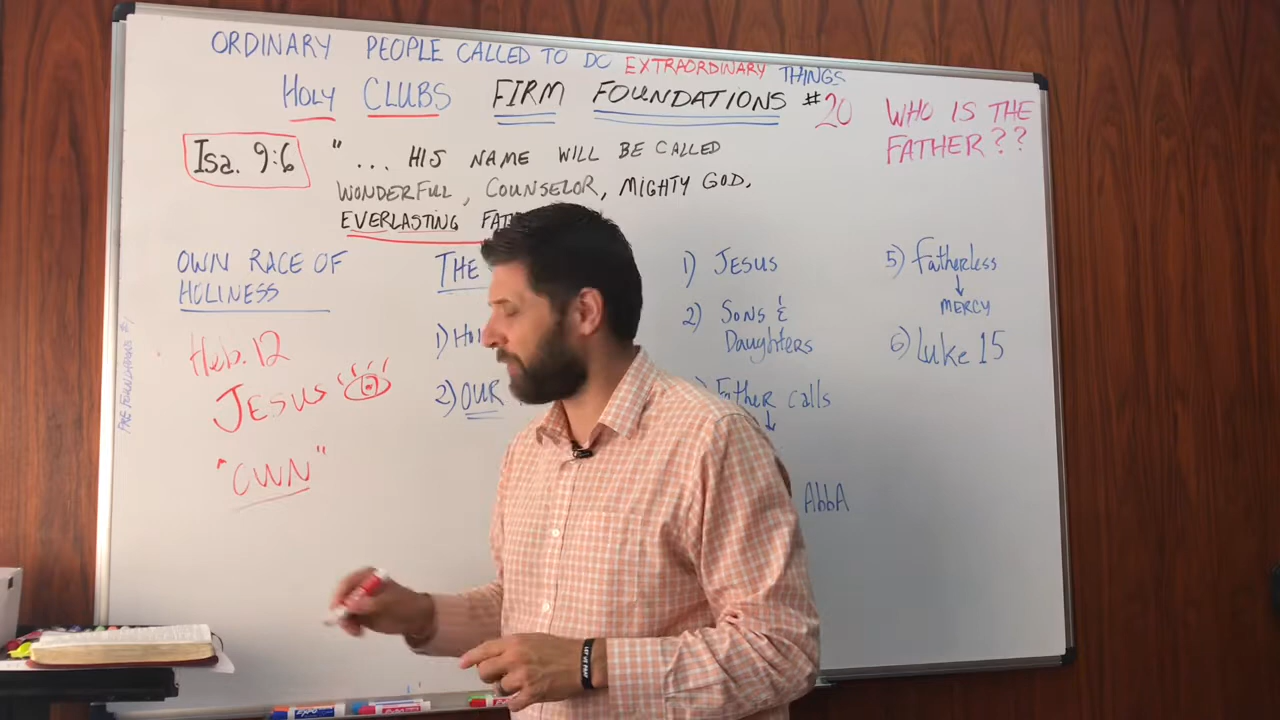 ORDINARY PEOPLE CALLED TO DO EXTRAORDINARY THINGS
HOLY CLUBS FIRM FOUNDATIONS #20
WHO IS THE
FATHER??
Isa. 9:6
"... HIS NAME WILL BE CALLED
WONDERFUL, COUNSELOR, MIGHTY GOD,
EVERLASTING
OWN RACE OF
HOLINESS
Heb. 12
JESUS
"OWN"
THE
1)
2) OUR
1) JESUS
2) SONS &
Daughters
Father calls
AbbA
5) Fatherless
MERCY
6) Luke 15